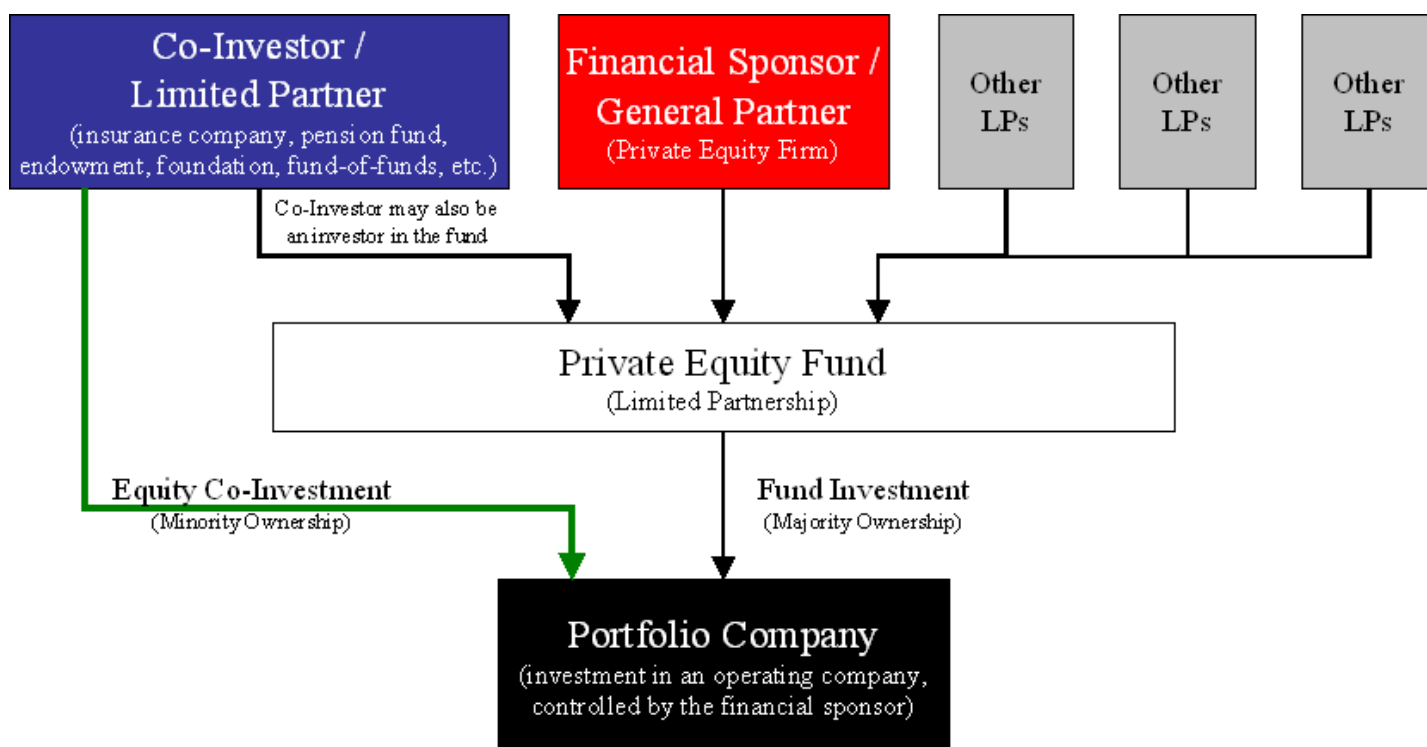 Co-Investor /
Limited Partner
(insurance company, pension fund,
endowment, foundation, fund-of-funds, etc.)
Financial Sponsor /
General Partner
(Private Equity Firm)
Other
LPs
Other
LPs
Other
LPs
Co-Investor may also be
an investor in the fund
Private Equity Fund
(Limited Partnership)
Equity Co-Investment
(Minority Ownership)
Fund Investment
(Majority Ownership)
Portfolio Company
(investment in an operating company,
controlled by the financial sponsor)